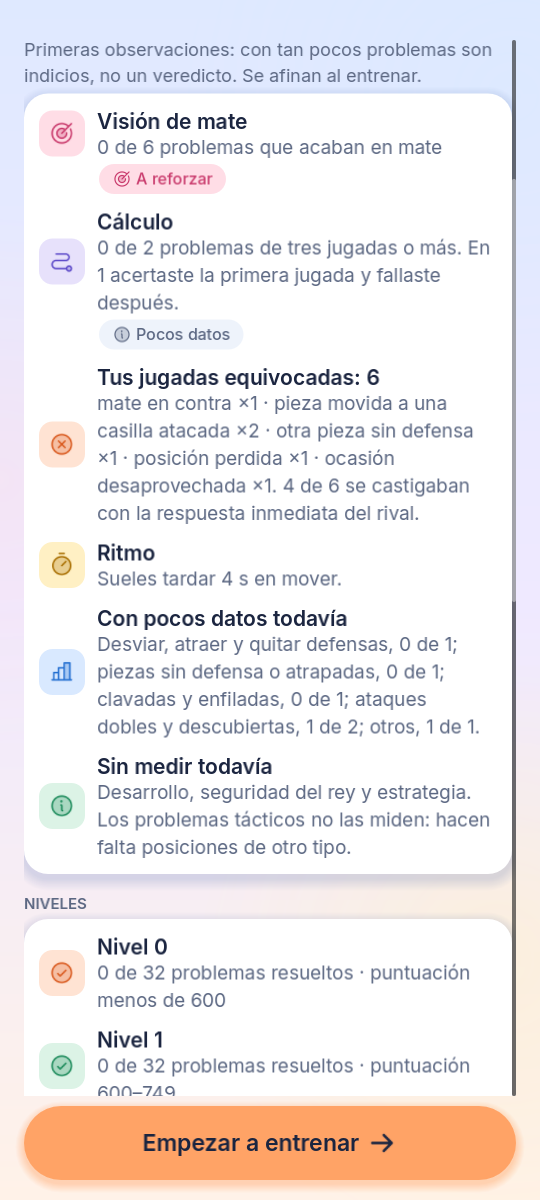 Primeras observaciones: con tan pocos problemas son
indicios, no un veredicto. Se afinan al entrenar.
Visión de mate
0 de 6 problemas que acaban en mate
A reforzar
Cálculo
0 de 2 problemas de tres jugadas o más. En
1 acertaste la primera jugada y fallaste
después.
Pocos datos
Tus jugadas equivocadas: 6
mate en contra ×1 · pieza movida a una
casilla atacada ×2 · otra pieza sin defensa
×1 · posición perdida ×1 · ocasión
desaprovechada ×1. 4 de 6 se castigaban
con la respuesta inmediata del rival.
Ritmo
Sueles tardar 4 s en mover.
Con pocos datos todavía
Desviar, atraer y quitar defensas, 0 de 1;
piezas sin defensa o atrapadas, 0 de 1;
clavadas y enfiladas, 0 de 1; ataques
dobles y descubiertas, 1 de 2; otros, 1 de 1.
Sin medir todavía
Desarrollo, seguridad del rey y estrategia.
Los problemas tácticos no las miden: hacen
falta posiciones de otro tipo.
NIVELES
Nivel 0
0 de 32 problemas resueltos · puntuación
menos de 600
Nivel 1
0 de 32 problemas resueltos · puntuación
600–749
Empezar a entrenar →